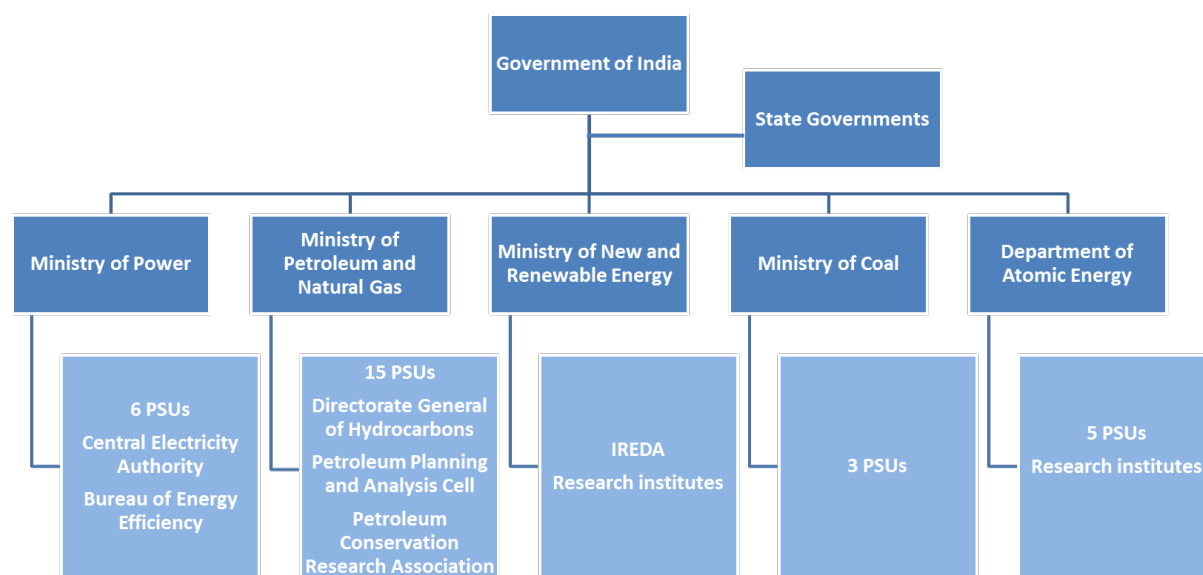 Government of India
State Governments
Ministry of Power
Ministry of
Petroleum and
Natural Gas
Ministry of New and
Renewable Energy
Ministry of Coal
Department of
Atomic Energy
6 PSUs
Central Electricity
Authority
Bureau of Energy
Efficiency
15 PSUs
Directorate General
of Hydrocarbons
Petroleum Planning
and Analysis Cell
Petroleum
Conservation
Research Association
IREDA
Research institutes
3 PSUs
5 PSUs
Research institutes